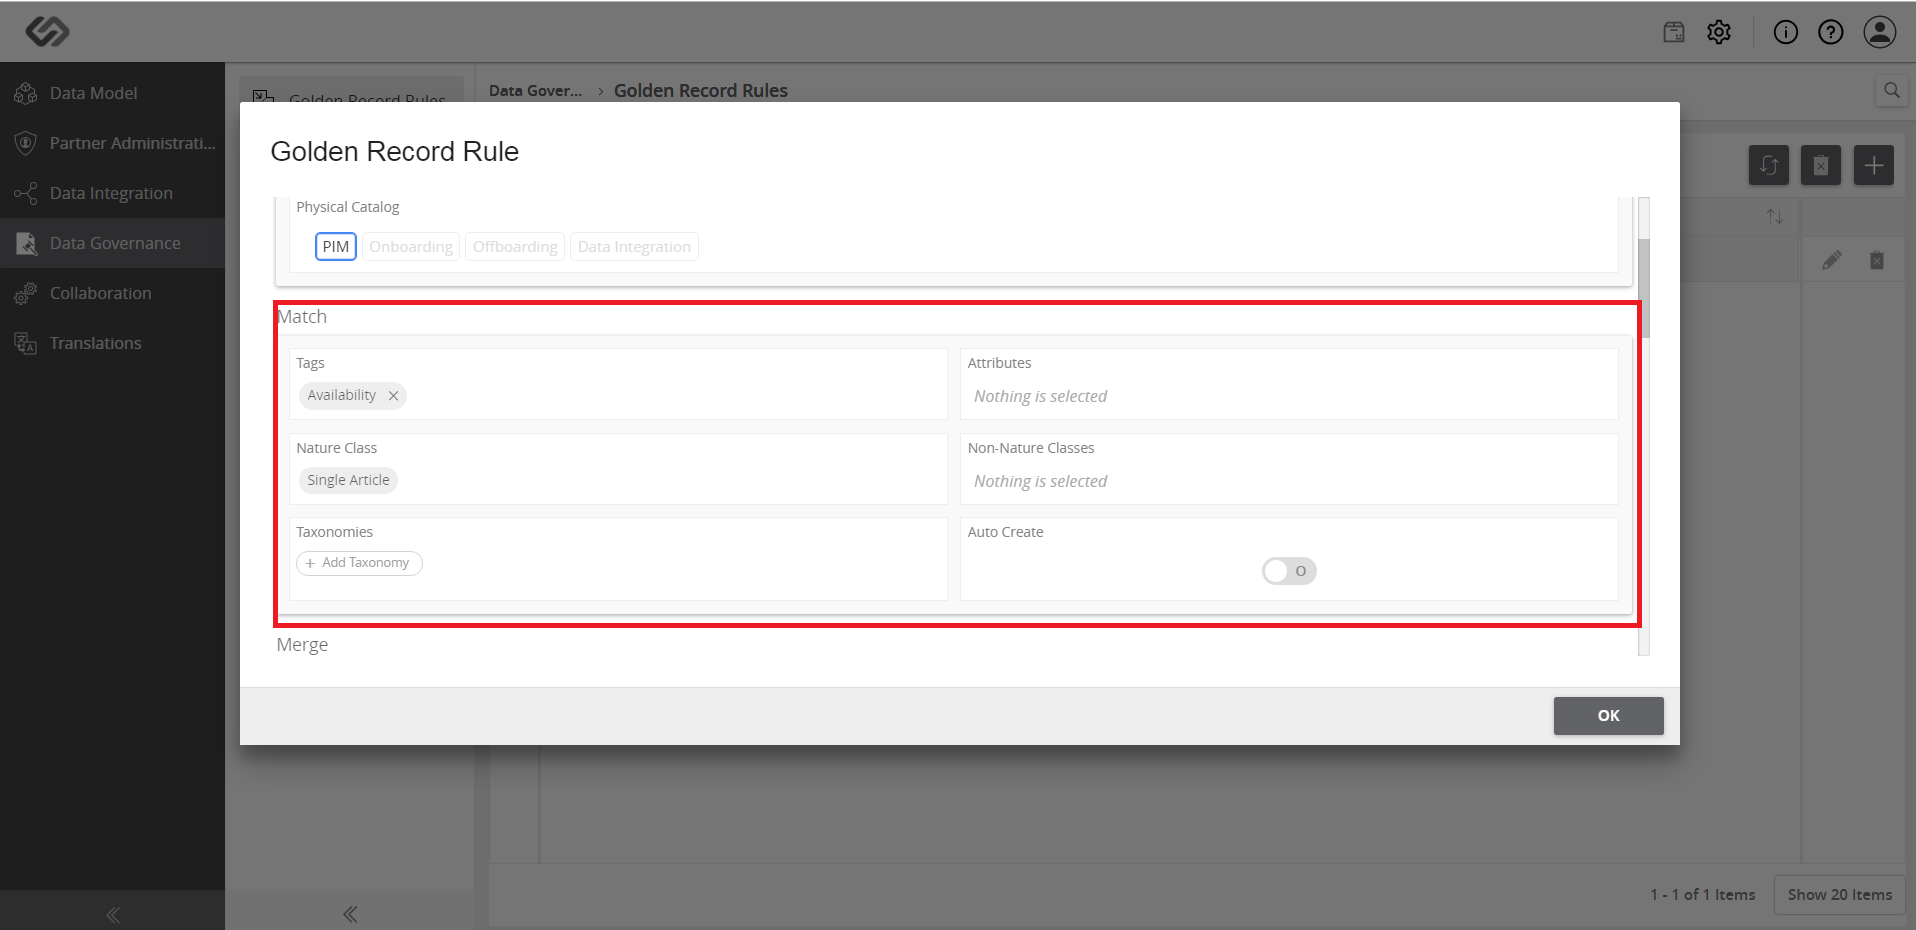 Data Model
Partner Administrati...
Data Integration
Data Governance
Collaboration
Translations
Golden Record Rules
Data Gover... › Golden Record Rules
Golden Record Rule
Physical Catalog
PIM Onboarding Offboarding Data Integration
Match
Tags
Availability
Attributes
Nothing is selected
Nature Class
Single Article
Non-Nature Classes
Nothing is selected
Taxonomies
+ Add Taxonomy
Auto Create
O
Merge
OK
1 - 1 of 1 Items Show 20 Items